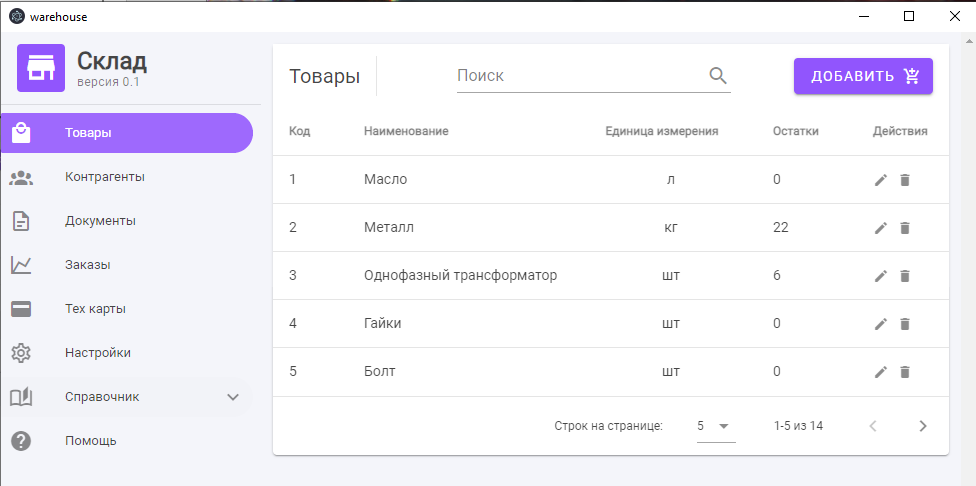 warehouse
Склад
версия 0.1
Товары
Контрагенты
Документы
Заказы
Тех карты
Настройки
Справочник
Помощь
Товары Поиск ДОБАВИТЬ
Код Наименование Единица измерения Остатки Действия
1 Масло л 0
2 Металл кг 22
3 Однофазный трансформатор шт 6
4 Гайки шт 0
5 Болт шт 0
Строк на странице: 5 1-5 из 14